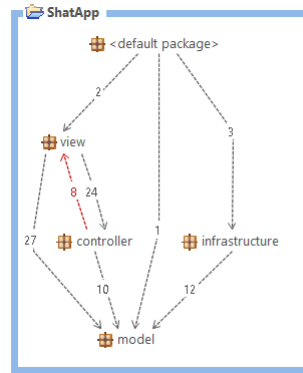 ShatApp
<default package>
2
3
view
8
24
27
1
controller
infrastructure
10
12
model